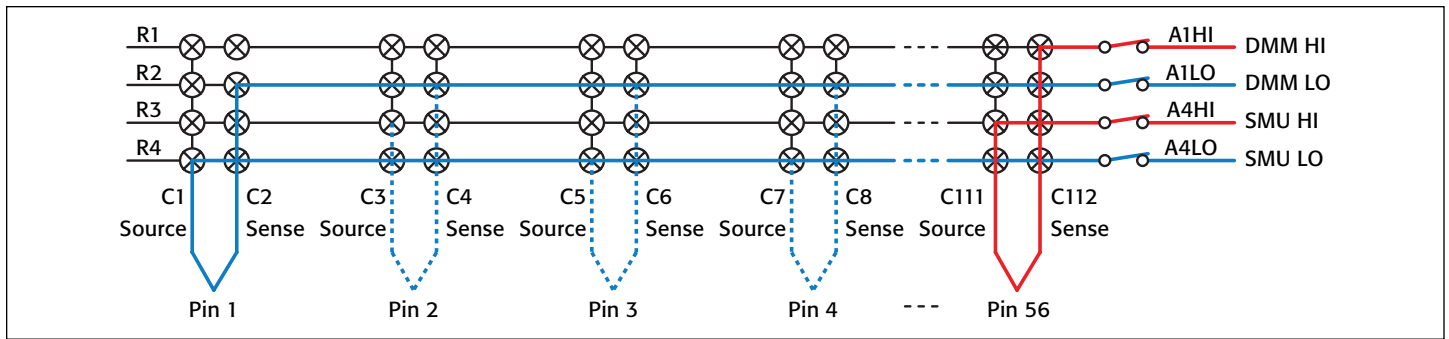 R1 A1HI DMM HI
R2 A1LO DMM LO
R3 A4HI SMU HI
R4 A4LO SMU LO
C1 C2 C3 C4 C5 C6 C7 C8 C111 C112
Source Sense Source Sense Source Sense Source Sense Source Sense
Pin 1 Pin 2 Pin 3 Pin 4 --- Pin 56